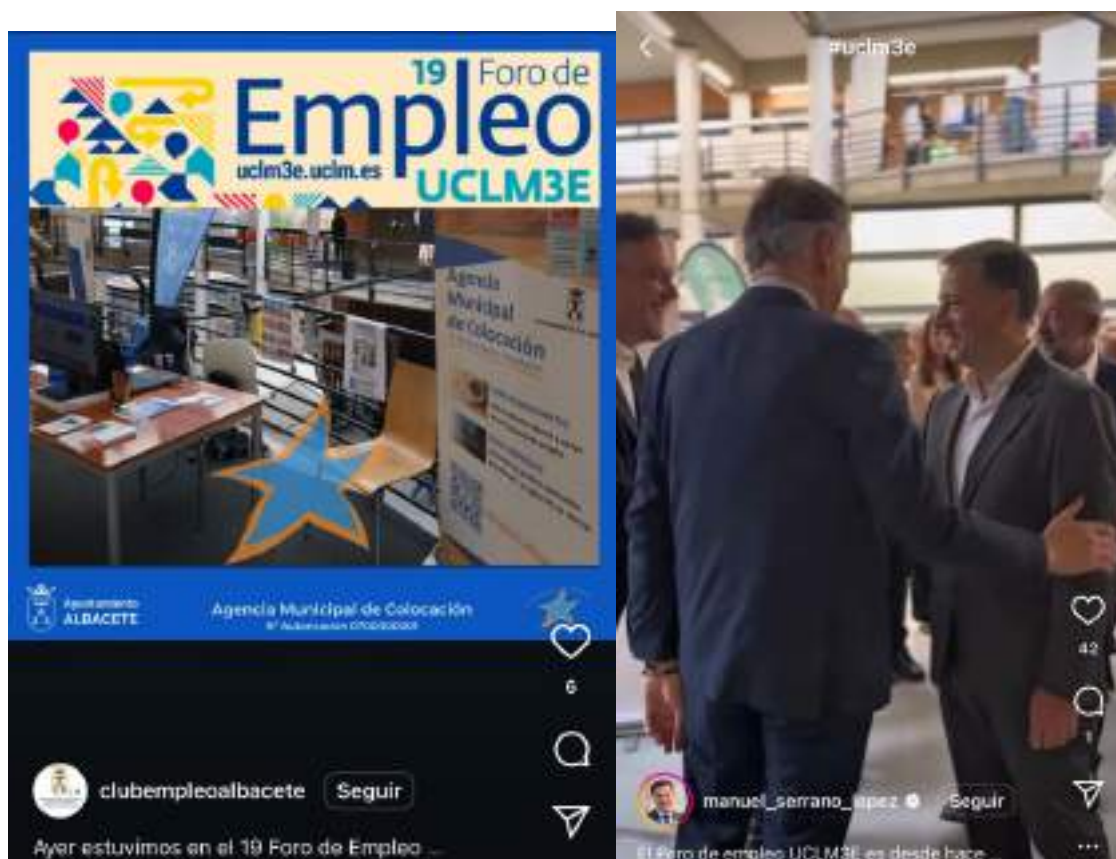 19 Foro de
Empleo
uclm3e.uclm.es
UCLM3E
Agencia
Municipal
de Colocación
Ayuntamiento
ALBACETE
Agencia Municipal de Colocación
6
clubempleoalbacete
Seguir
Ayer estuvimos en el 19 Foro de Empleo ...
#uclm3e
42
1
manuel_serrano_lopez
Seguir
El Foro de empleo UCLM3E es desde hace...